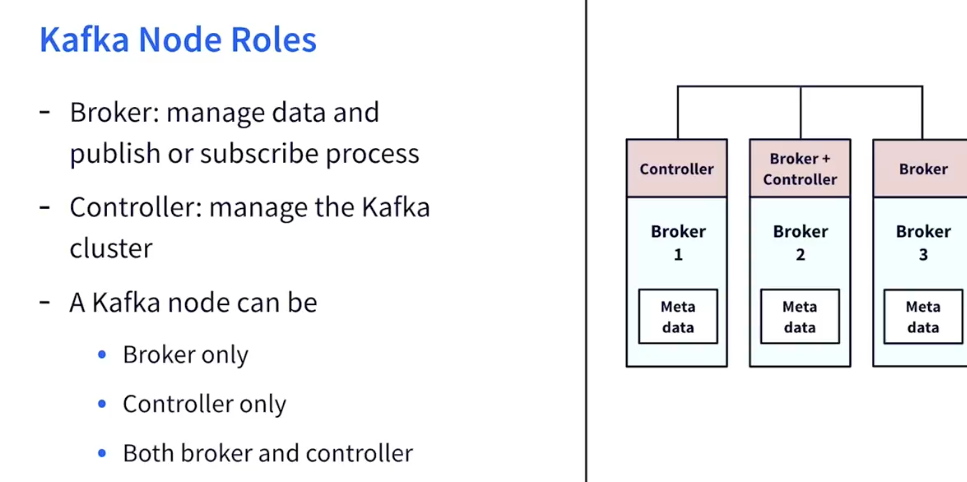 Kafka Node Roles
- Broker: manage data and
publish or subscribe process
- Controller: manage the Kafka
cluster
- A Kafka node can be
• Broker only
• Controller only
• Both broker and controller
Controller
Broker
1
Meta
data
Broker +
Controller
Broker
2
Meta
data
Broker
Broker
3
Meta
data